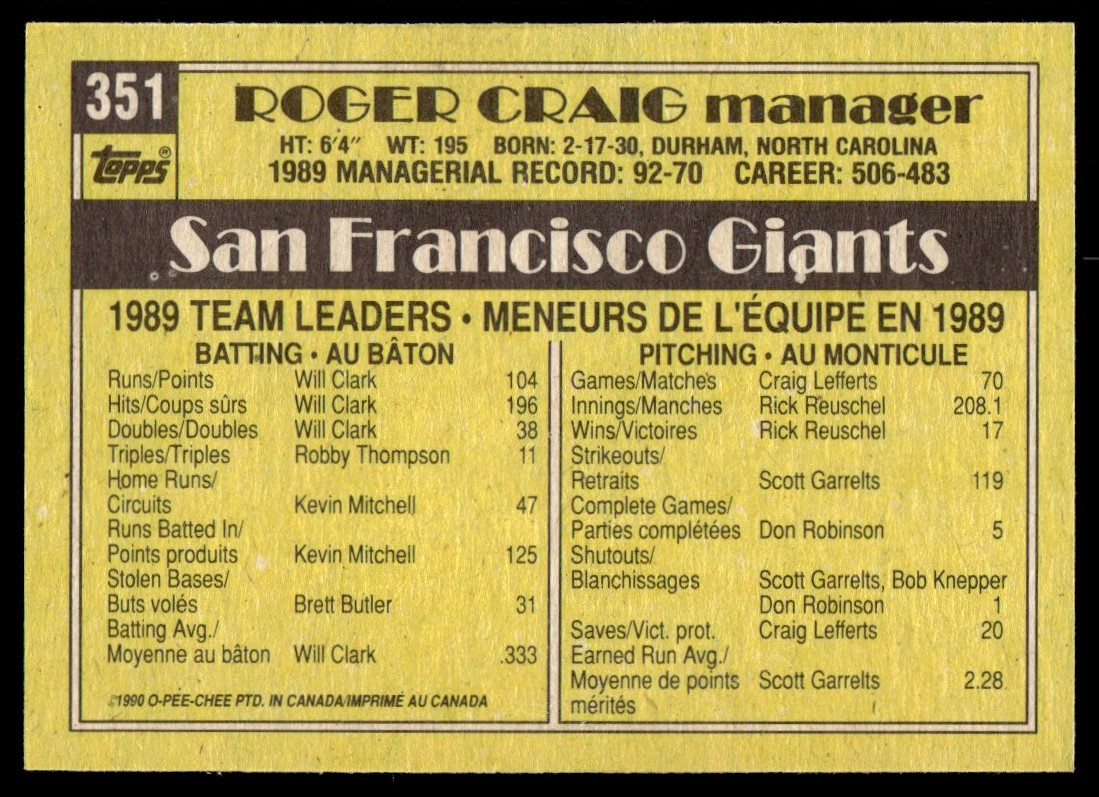 351
topps®
ROGER CRAIG manager
HT: 6'4" WT: 195 BORN: 2-17-30, DURHAM, NORTH CAROLINA
1989 MANAGERIAL RECORD: 92-70 CAREER: 506-483
San Francisco Giants
1989 TEAM LEADERS • MENEURS DE L'ÉQUIPE EN 1989
BATTING • AU BÂTON
Runs/Points Will Clark 104
Hits/Coups sûrs Will Clark 196
Doubles/Doubles Will Clark 38
Triples/Triples Robby Thompson 11
Home Runs/
Circuits Kevin Mitchell 47
Runs Batted In/
Points produits Kevin Mitchell 125
Stolen Bases/
Buts volés Brett Butler 31
Batting Avg./
Moyenne au bâton Will Clark .333
©1990 O-PEE-CHEE PTD. IN CANADA/IMPRIMÉ AU CANADA
PITCHING • AU MONTICULE
Games/Matches Craig Lefferts 70
Innings/Manches Rick Reuschel 208.1
Wins/Victoires Rick Reuschel 17
Strikeouts/
Retraits Scott Garrelts 119
Complete Games/
Parties complétées Don Robinson 5
Shutouts/
Blanchissages Scott Garrelts, Bob Knepper
Don Robinson 1
Saves/Vict. prot. Craig Lefferts 20
Earned Run Avg./
Moyenne de points Scott Garrelts 2.28
mérités